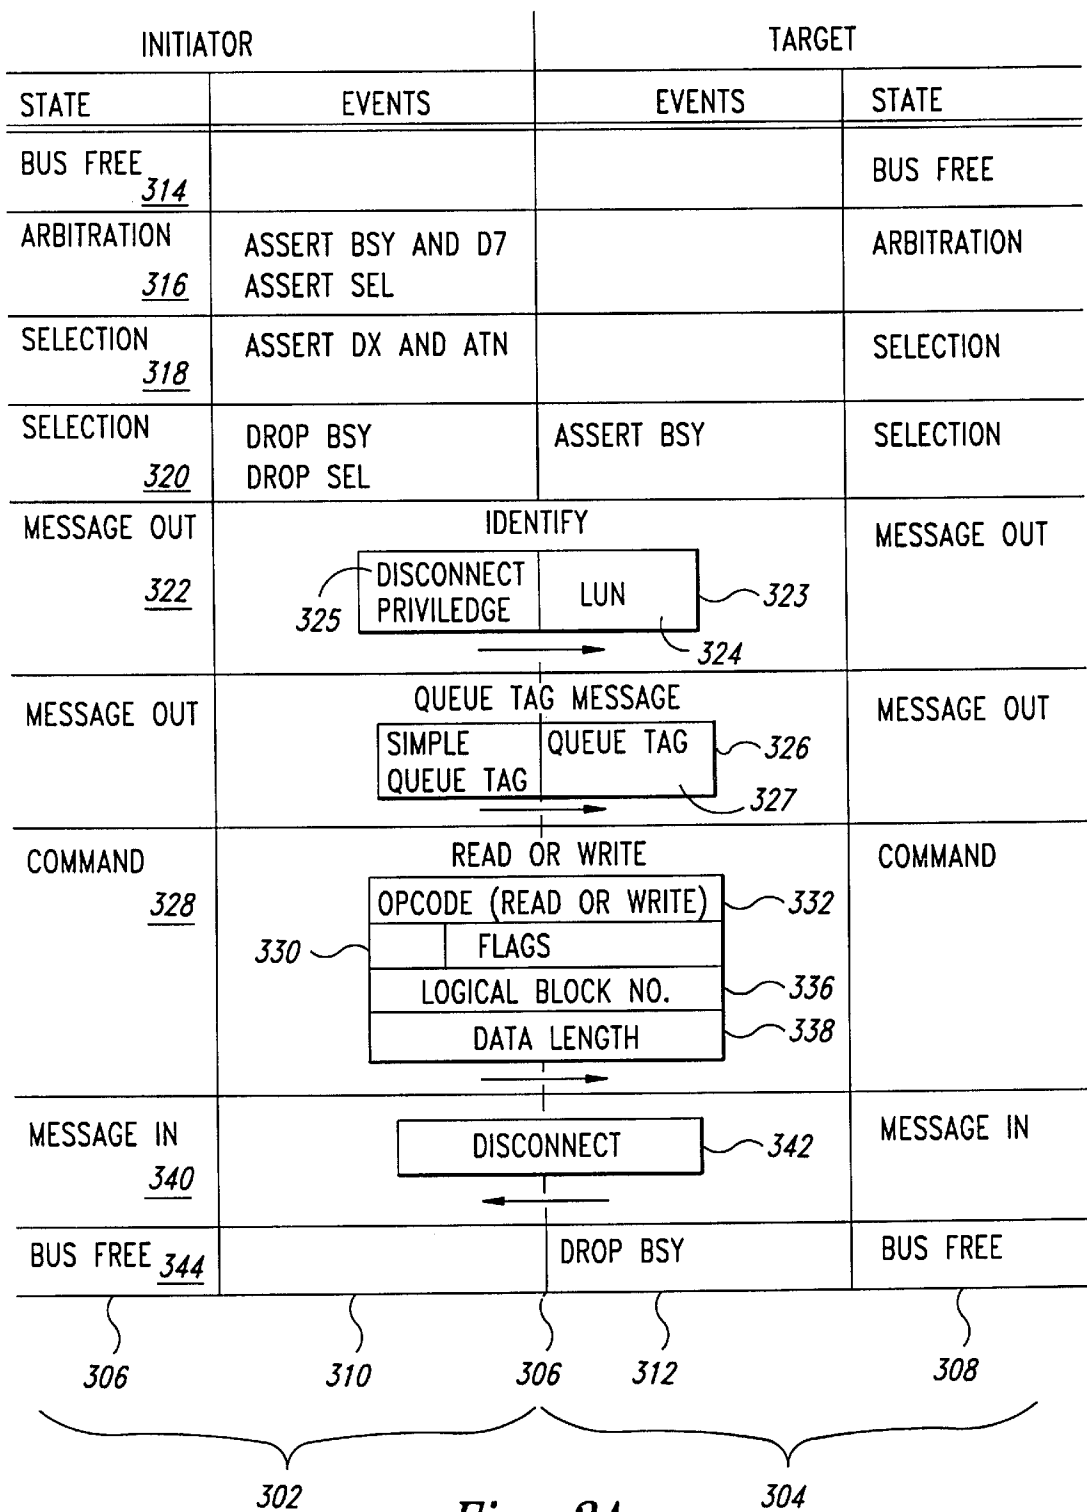 INITIATOR TARGET
STATE EVENTS EVENTS STATE
BUS FREE 314 BUS FREE
ARBITRATION 316 ASSERT BSY AND D7 ARBITRATION
ASSERT SEL
SELECTION 318 ASSERT DX AND ATN SELECTION
SELECTION 320 DROP BSY ASSERT BSY SELECTION
DROP SEL
MESSAGE OUT 322 IDENTIFY MESSAGE OUT
325 DISCONNECT PRIVILEDGE LUN 323
324
MESSAGE OUT QUEUE TAG MESSAGE MESSAGE OUT
SIMPLE QUEUE TAG QUEUE TAG 326
327
COMMAND 328 READ OR WRITE COMMAND
OPCODE (READ OR WRITE) 332
330 FLAGS
LOGICAL BLOCK NO. 336
DATA LENGTH 338
MESSAGE IN 340 DISCONNECT 342 MESSAGE IN
BUS FREE 344 DROP BSY BUS FREE
306 310 306 312 308
302 304